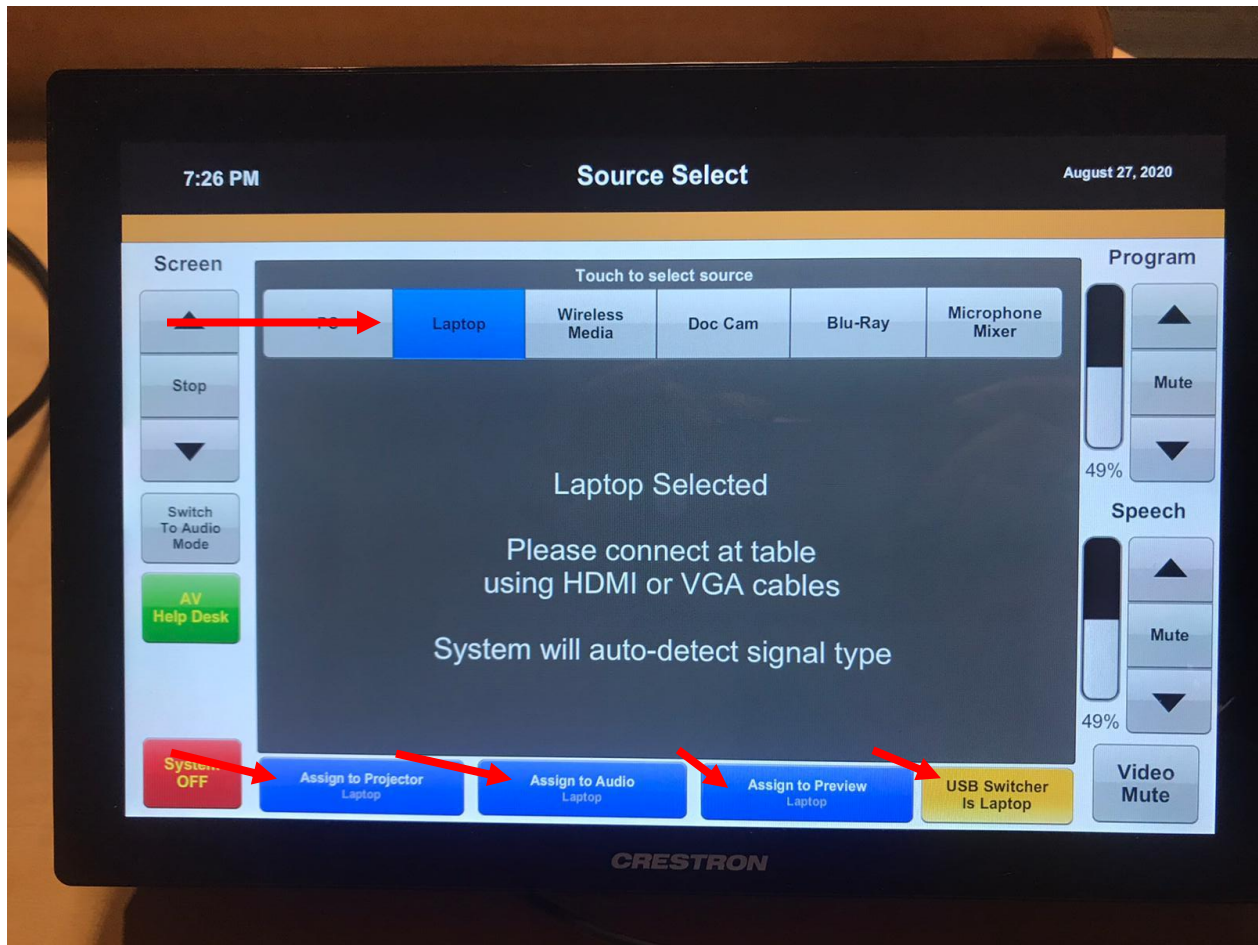 7:26 PM
Source Select
August 27, 2020
Screen
Stop
Switch
To Audio
Mode
AV
Help Desk
System
OFF
Touch to select source
Laptop
Wireless
Media
Doc Cam
Blu-Ray
Microphone
Mixer
Laptop Selected
Please connect at table
using HDMI or VGA cables
System will auto-detect signal type
Assign to Projector
Laptop
Assign to Audio
Laptop
Assign to Preview
Laptop
USB Switcher
Is Laptop
Program
Mute
49%
Speech
Mute
49%
Video
Mute
CRESTRON